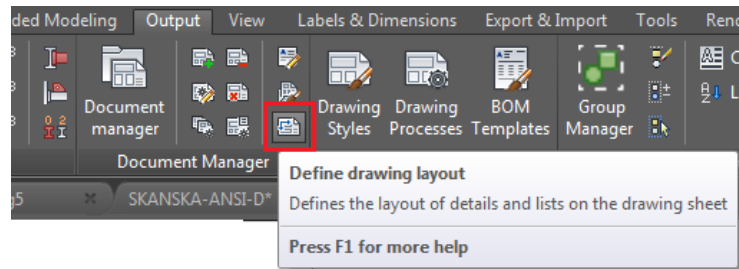 ded Modeling Output View Labels & Dimensions Export & Import Tools Rend
Document manager
Drawing Styles
Drawing Processes
BOM Templates
Group Manager
C
L
Document Manager
g5
SKANSKA-ANSI-D*
Define drawing layout
Defines the layout of details and lists on the drawing sheet
Press F1 for more help